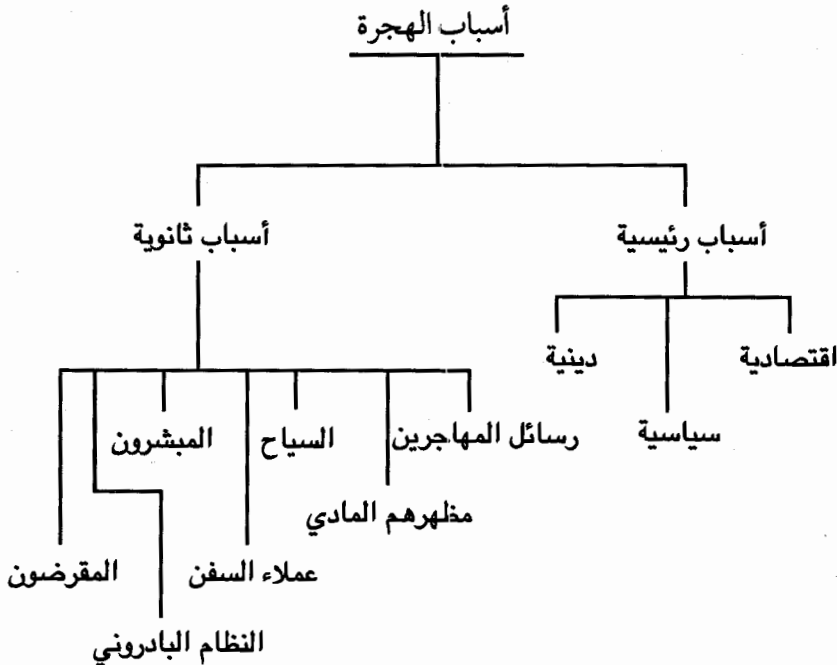 أسباب الهجرة
أسباب رئيسية
أسباب ثانوية
اقتصادية
دينية
سياسية
رسائل المهاجرين
السياح
المبشرون
مظهرهم المادي
عملاء السفن
المقرضون
النظام البادروني